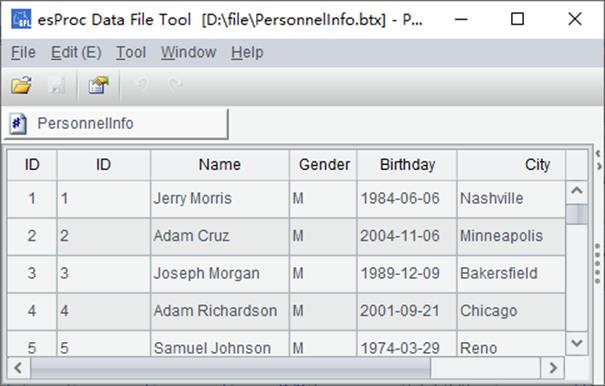 esProc Data File Tool [D:\file\PersonnelInfo.btx] - P...
File Edit (E) Tool Window Help
PersonnelInfo
ID ID Name Gender Birthday City
1 1 Jerry Morris M 1984-06-06 Nashville
2 2 Adam Cruz M 2004-11-06 Minneapolis
3 3 Joseph Morgan M 1989-12-09 Bakersfield
4 4 Adam Richardson M 2001-09-21 Chicago
5 5 Samuel Johnson M 1974-03-29 Reno